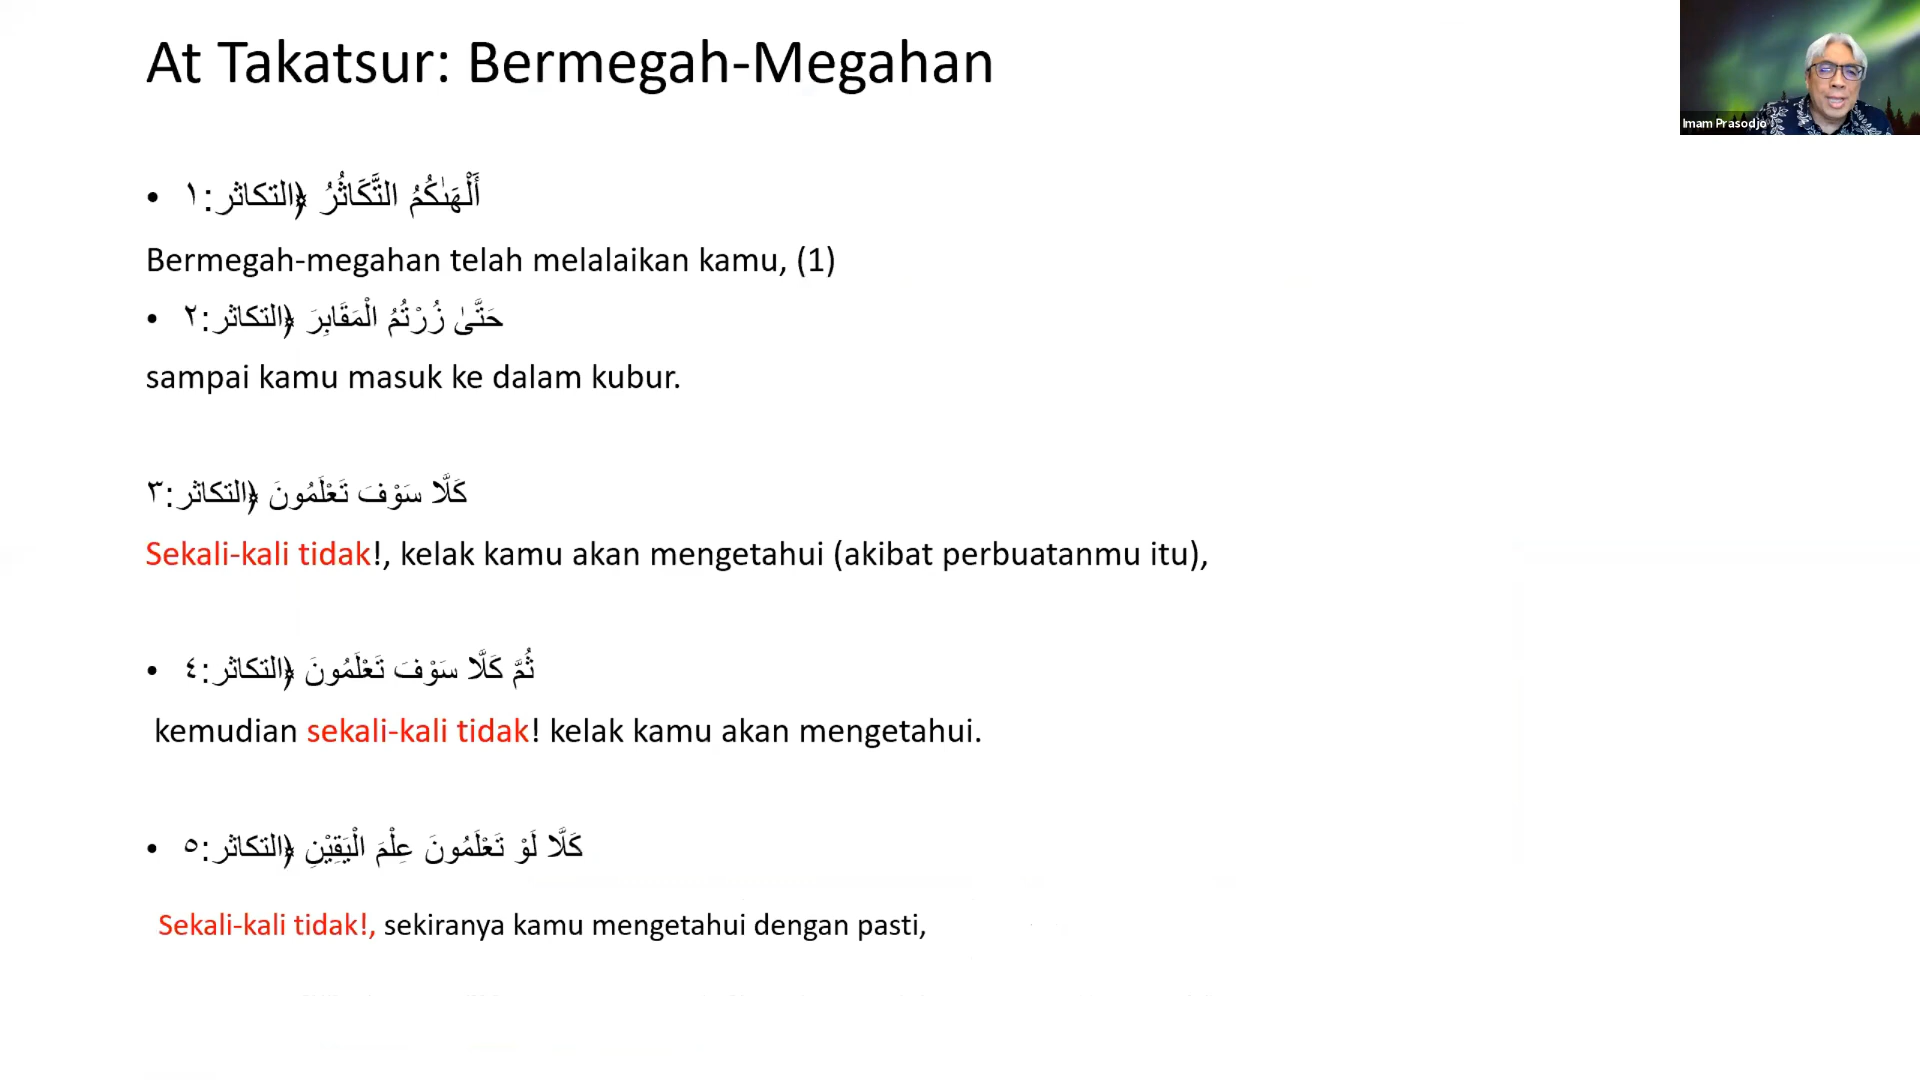 At Takatsur: Bermegah-Megahan
Imam Prasodjo
• أَلْهَىٰكُمُ التَّكَاثُرُ ﴿التكاثر:١
Bermegah-megahan telah melalaikan kamu, (1)
• حَتَّىٰ زُرْتُمُ الْمَقَابِرَ ﴿التكاثر:٢
sampai kamu masuk ke dalam kubur.
كَلَّا سَوْفَ تَعْلَمُونَ ﴿التكاثر:٣
Sekali-kali tidak!, kelak kamu akan mengetahui (akibat perbuatanmu itu),
• ثُمَّ كَلَّا سَوْفَ تَعْلَمُونَ ﴿التكاثر:٤
kemudian sekali-kali tidak! kelak kamu akan mengetahui.
• كَلَّا لَوْ تَعْلَمُونَ عِلْمَ الْيَقِيْنِ ﴿التكاثر:٥
Sekali-kali tidak!, sekiranya kamu mengetahui dengan pasti,